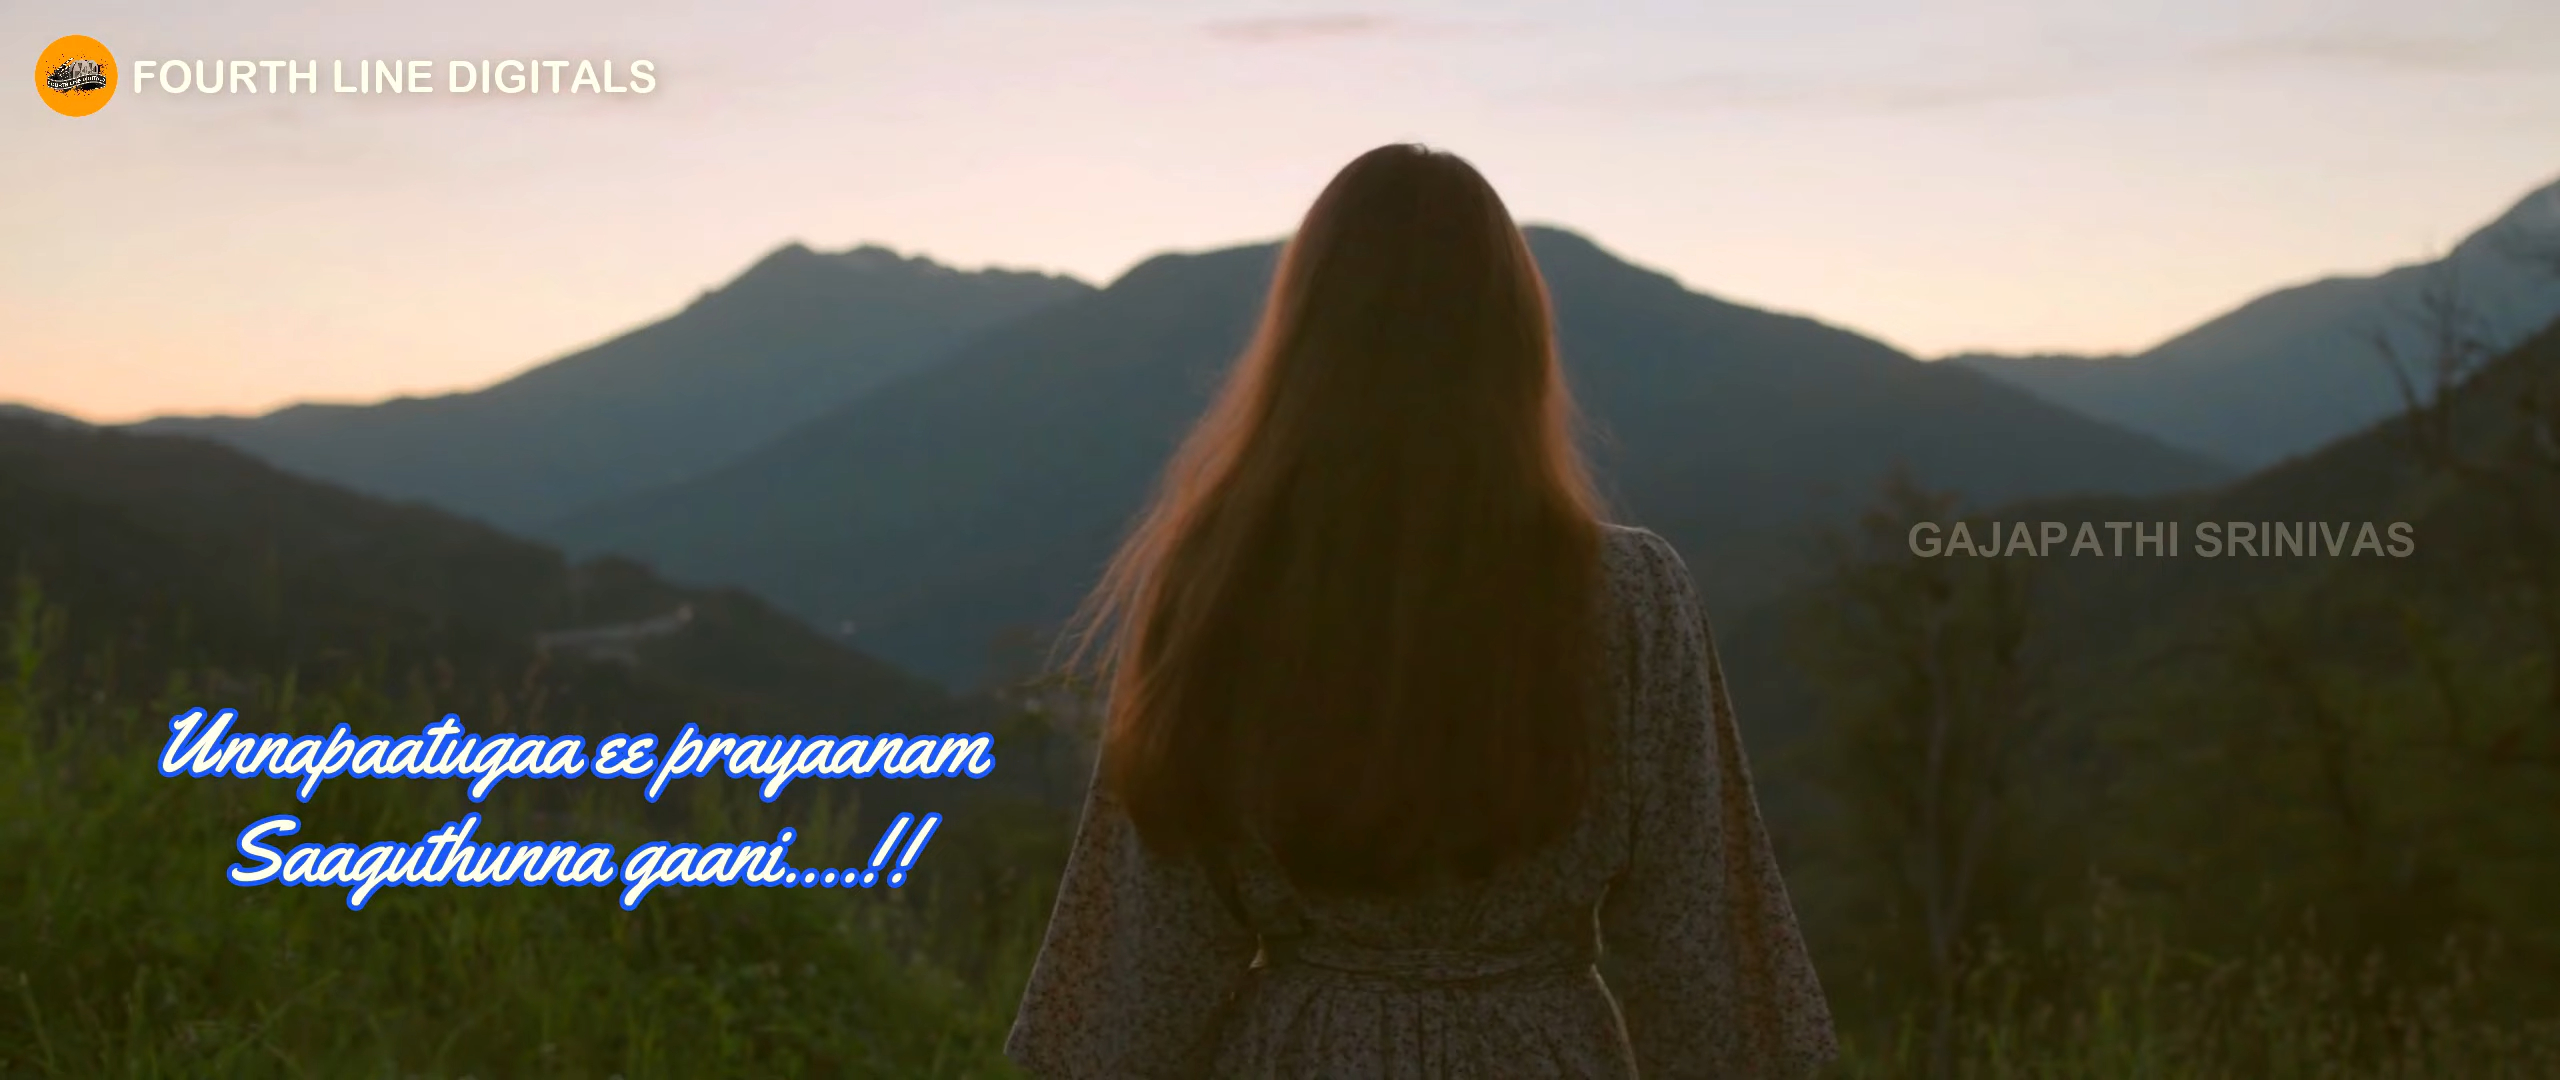 FOURTH LINE DIGITALS
GAJAPATHI SRINIVAS
Unnapaatugaa ee prayaanam
Saaguthunna gaani....!!